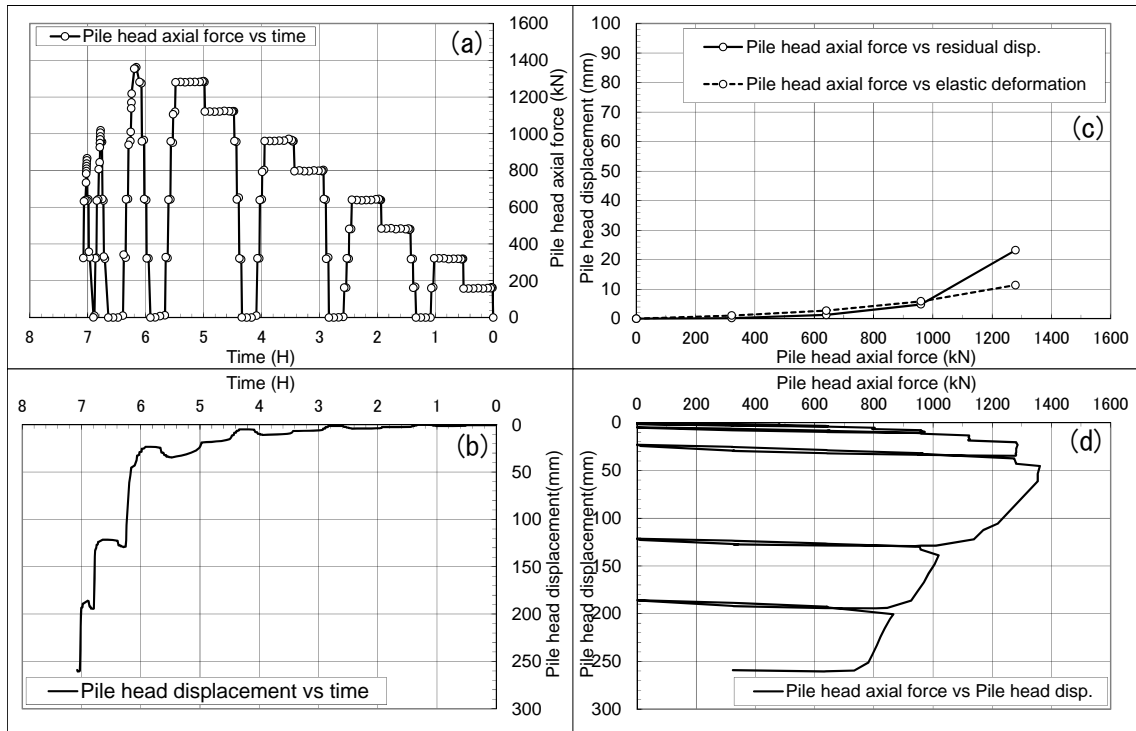 Pile head axial force vs time
(a)
1600
1400
1200
1000
800
600
400
200
0
Pile head axial force (kN)
8 7 6 5 4 3 2 1 0
Time (H)
100
90
80
70
60
50
40
30
20
10
0
Pile head displacement (mm)
Pile head axial force vs residual disp.
Pile head axial force vs elastic deformation
(c)
0 200 400 600 800 1000 1200 1400 1600
Pile head axial force (kN)
Time (H)
8 7 6 5 4 3 2 1 0
(b)
0
50
100
150
200
250
300
Pile head displacement(mm)
Pile head displacement vs time
Pile head axial force (kN)
0 200 400 600 800 1000 1200 1400 1600
(d)
0
50
100
150
200
250
300
Pile head displacement(mm)
Pile head axial force vs Pile head disp.